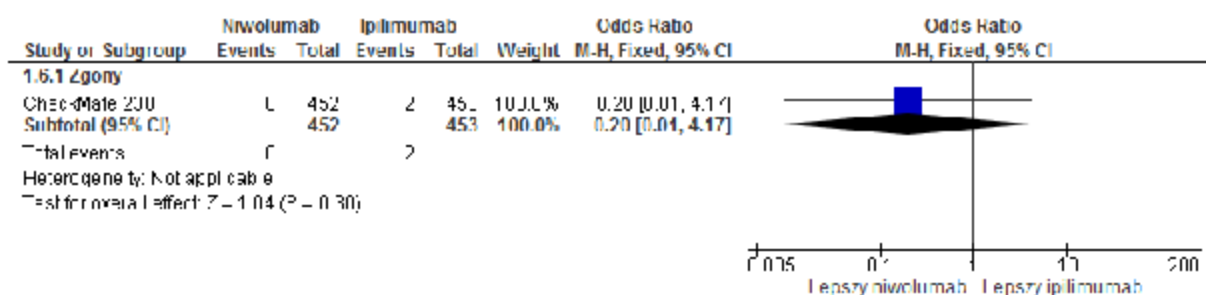 Niwolumab Ipilimumab Odds Ratio Odds Ratio
Study or Subgroup Events Total Events Total Weight M-H, Fixed, 95% CI M-H, Fixed, 95% CI
1.6.1 Zgony
CheckMate 238 0 452 2 453 100.0% 0.20 [0.01, 4.17]
Subtotal (95% CI) 452 453 100.0% 0.20 [0.01, 4.17]
Total events 0 2
Heterogeneity: Not applicable
Test for overall effect: Z = 1.04 (P = 0.30)
0.005 0.1 1 10 200
Lepszy niwolumab Lepszy ipilimumab